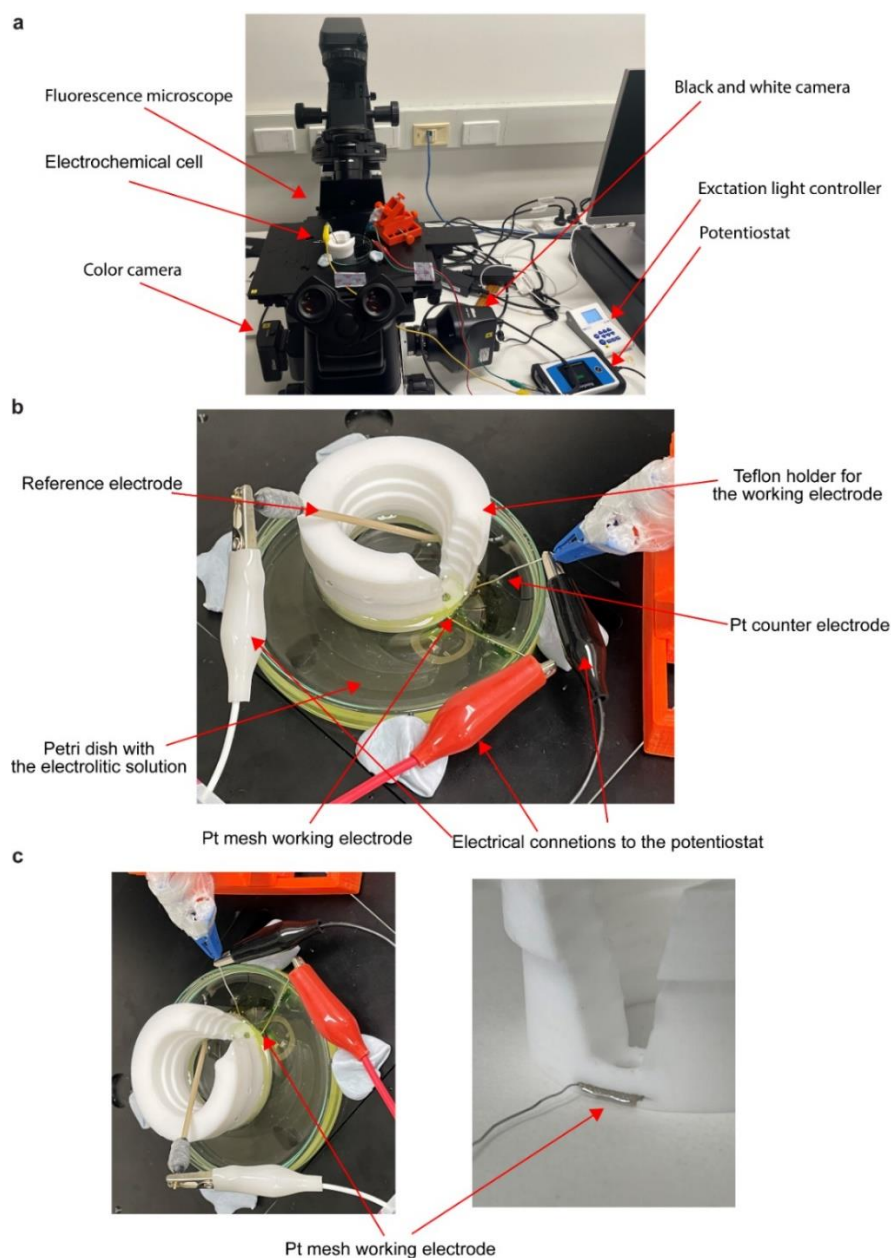 a
Fluorescence microscope
Black and white camera
Electrochemical cell
Exctation light controller
Potentiostat
Color camera
b
Reference electrode
Teflon holder for
the working electrode
Pt counter electrode
Petri dish with
the electrolitic solution
Pt mesh working electrode
Electrical connetions to the potentiostat
c
Pt mesh working electrode